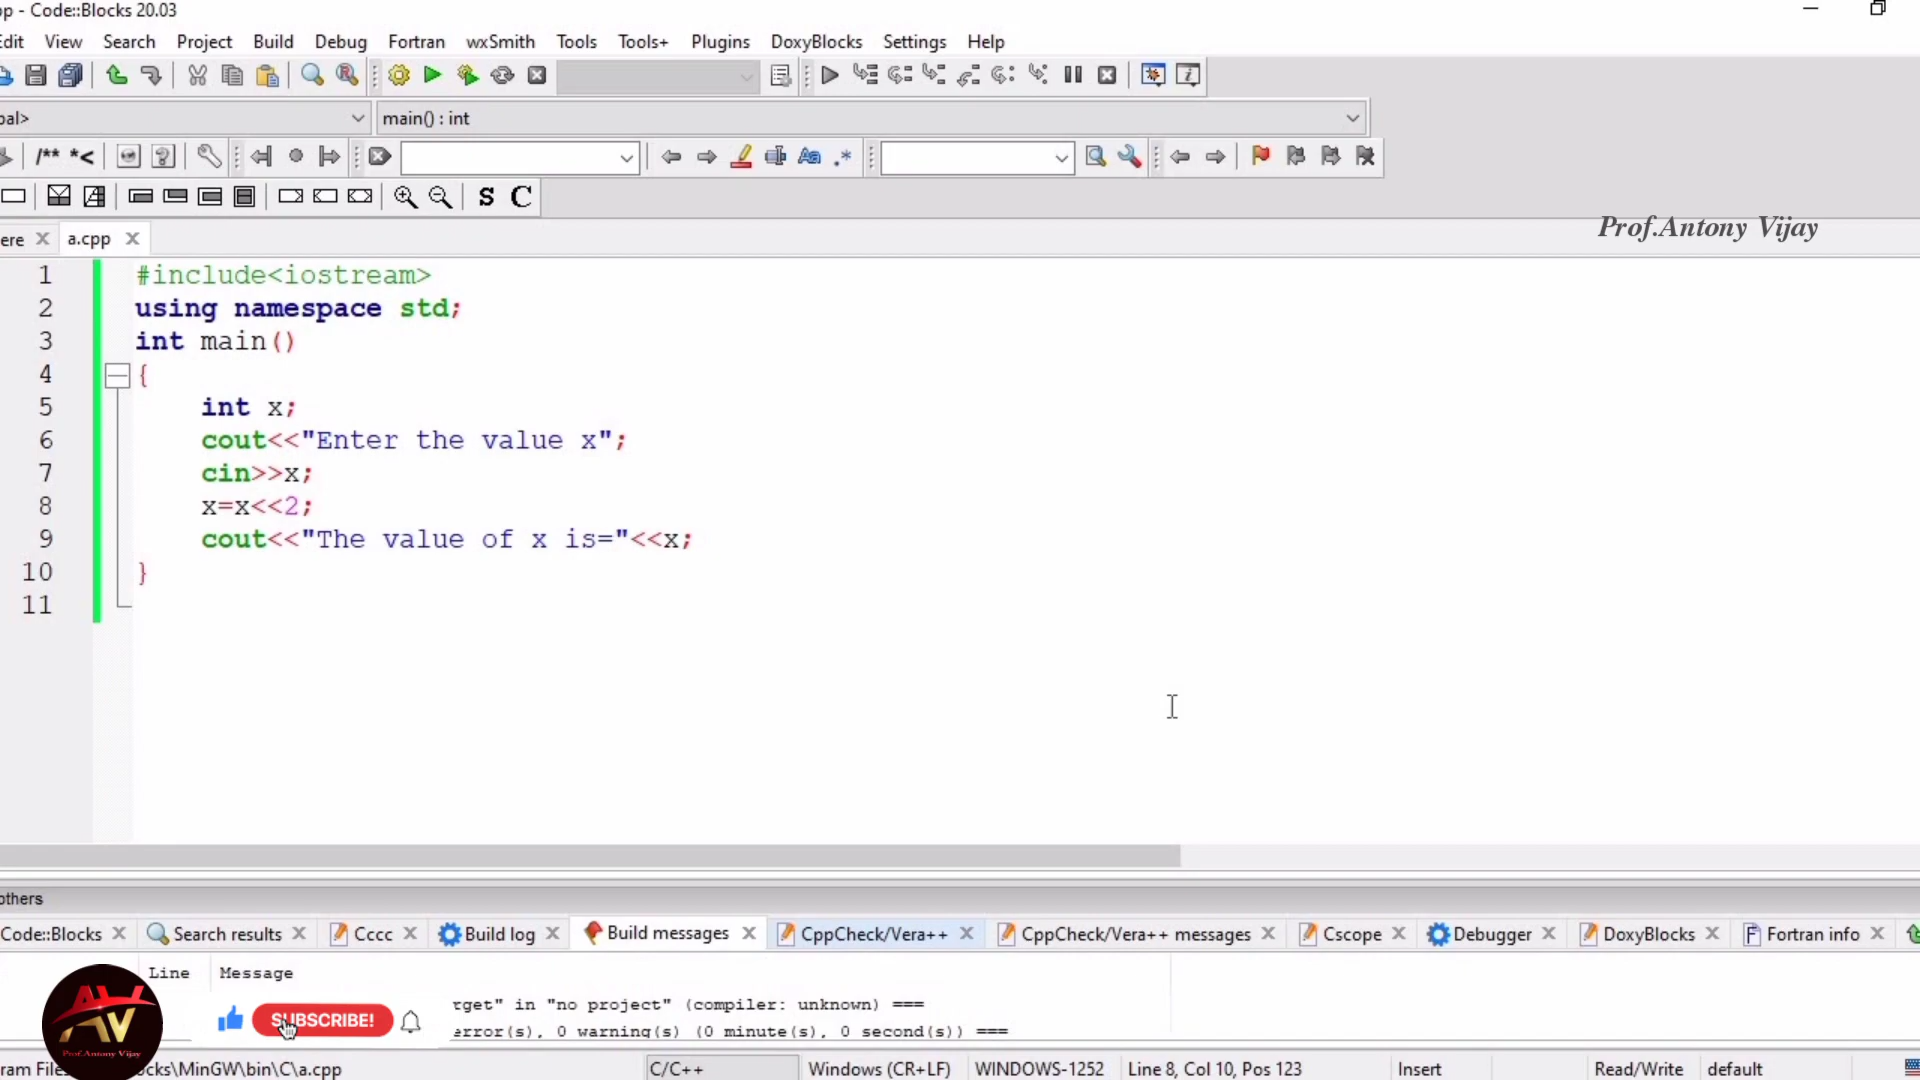 pp - Code::Blocks 20.03
Edit View Search Project Build Debug Fortran wxSmith Tools Tools+ Plugins DoxyBlocks Settings Help
bal> main() : int
/** *<
S C
ere a.cpp
Prof.Antony Vijay
1 #include<iostream>
2 using namespace std;
3 int main()
4 {
5 int x;
6 cout<<"Enter the value x";
7 cin>>x;
8 x=x<<2;
9 cout<<"The value of x is="<<x;
10 }
11
others
Code::Blocks Search results Cccc Build log Build messages CppCheck/Vera++ CppCheck/Vera++ messages Cscope Debugger DoxyBlocks Fortran info
Line Message
rget" in "no project" (compiler: unknown) ===
error(s), 0 warning(s) (0 minute(s), 0 second(s)) ===
SUBSCRIBE!
AV
Prof.Antony Vijay
ram Files ocks\MinGW\bin\C\a.cpp C/C++ Windows (CR+LF) WINDOWS-1252 Line 8, Col 10, Pos 123 Insert Read/Write default